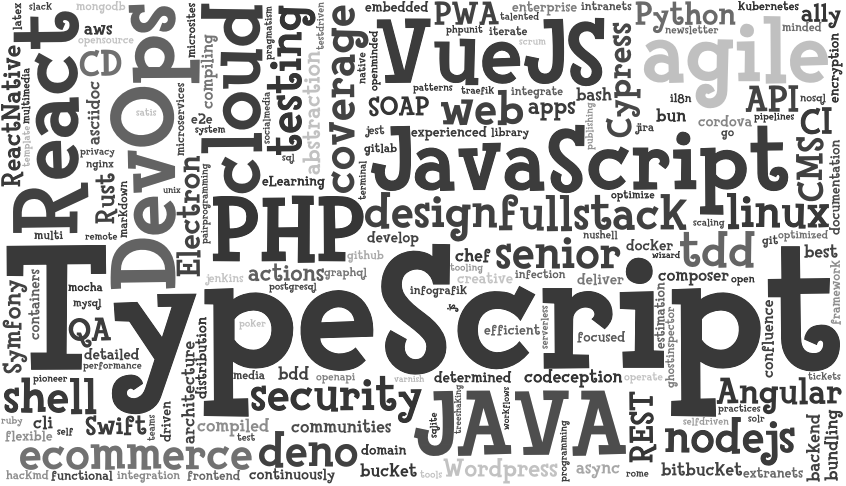 latex
slack
mongodb
opensource
aws
CD
ReactNative
multimedia
template
React
asciidoc
privacy
nginx
Rust
markdown
multi
remote
DevOps
satis
unix
microsites
compiling
microservices
e2e
system
cloud
pragmatism
socialmedia
testing
sql
testdriven
abstraction
eLearning
coverage
native
openminded
terminal
embedded
PWA
talented
enterprise
intranets
phpunit
iterate
scrum
VueJS
patterns
traefik
integrate
bash
SOAP
web
apps
publishing
Cypress
jira
Python
newsletter
Kubernetes
minded
ally
agile
encryption
API
nosql
il8n
bun
cordova
go
pipelines
CI
CMS
documentation
jest
gitlab
experienced
library
JavaScript
optimize
Electron
pairprogramming
PHP
design
fullstack
scaling
linux
develop
nushell
github
graphql
jenkins
actions
postgresql
chef
senior
tooling
creative
infection
deliver
docker
wizard
tdd
git
optimized
best
composer
open
infografik
TypeScript
Symfony
containers
mocha
mysql
QA
detailed
performance
poker
efficient
serverless
focused
estimation
ghostinspector
confluence
framework
tickets
pioneer
shell
architecture
distribution
media
bdd
openapi
varnish
determined
codeception
operate
security
Angular
practices
solr
ruby
cli
flexible
self
Swift
teams
driven
compiled
test
communities
JAVA
sqlite
treeshaking
workflows
programming
REST
selfdriven
nodejs
backend
bundling
ecommerce
deno
domain
hackmd
functional
integration
frontend
continuously
bucket
tools
Wordpress
async
rome
bitbucket
extranets